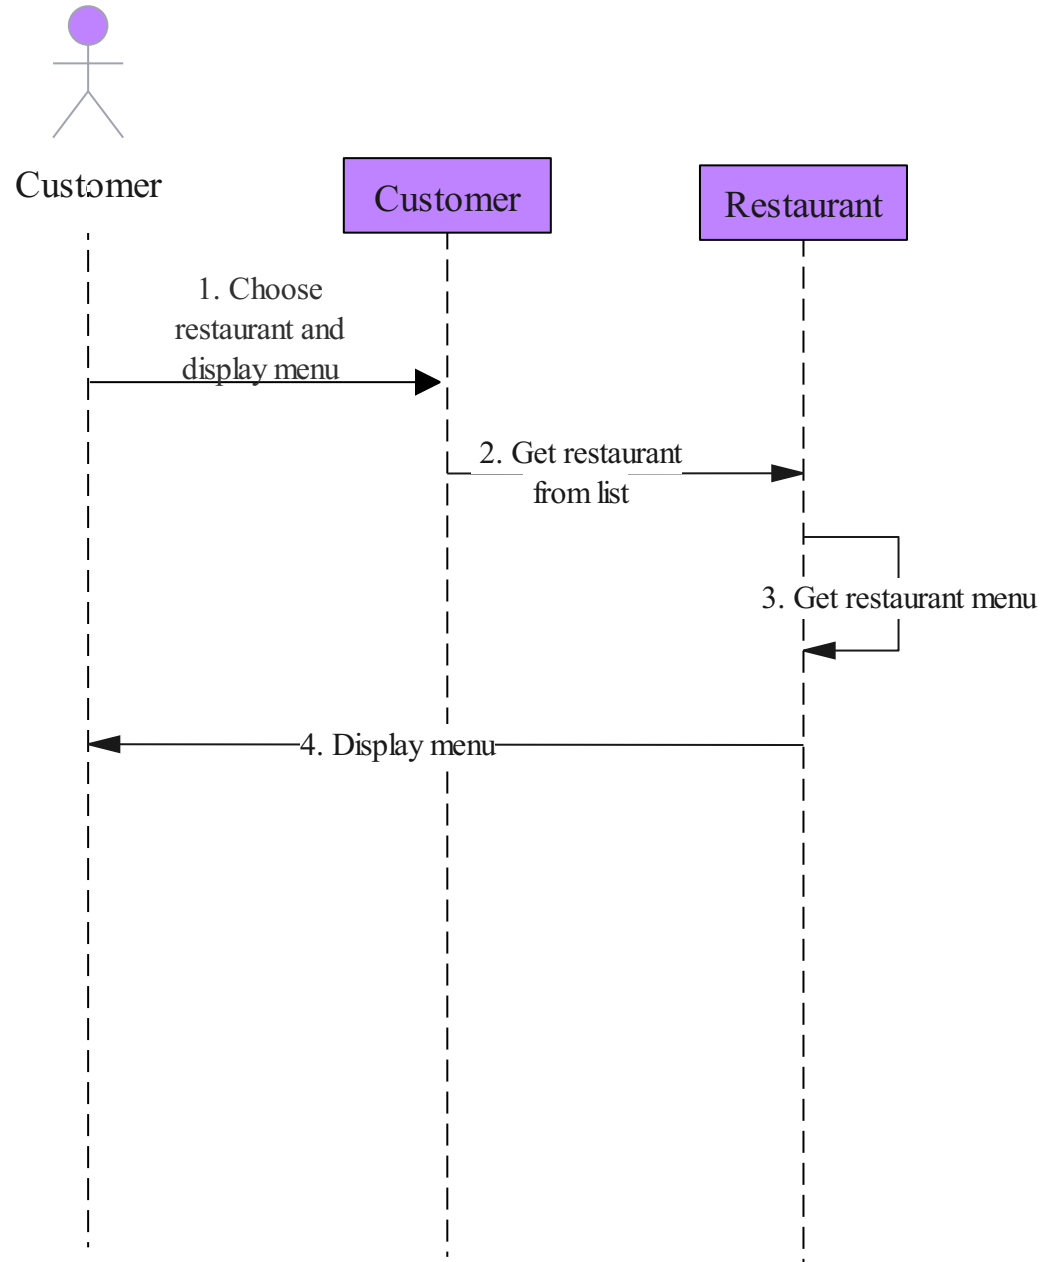 Customer
Customer
Restaurant
1. Choose
restaurant and
display menu
2. Get restaurant
from list
3. Get restaurant menu
4. Display menu